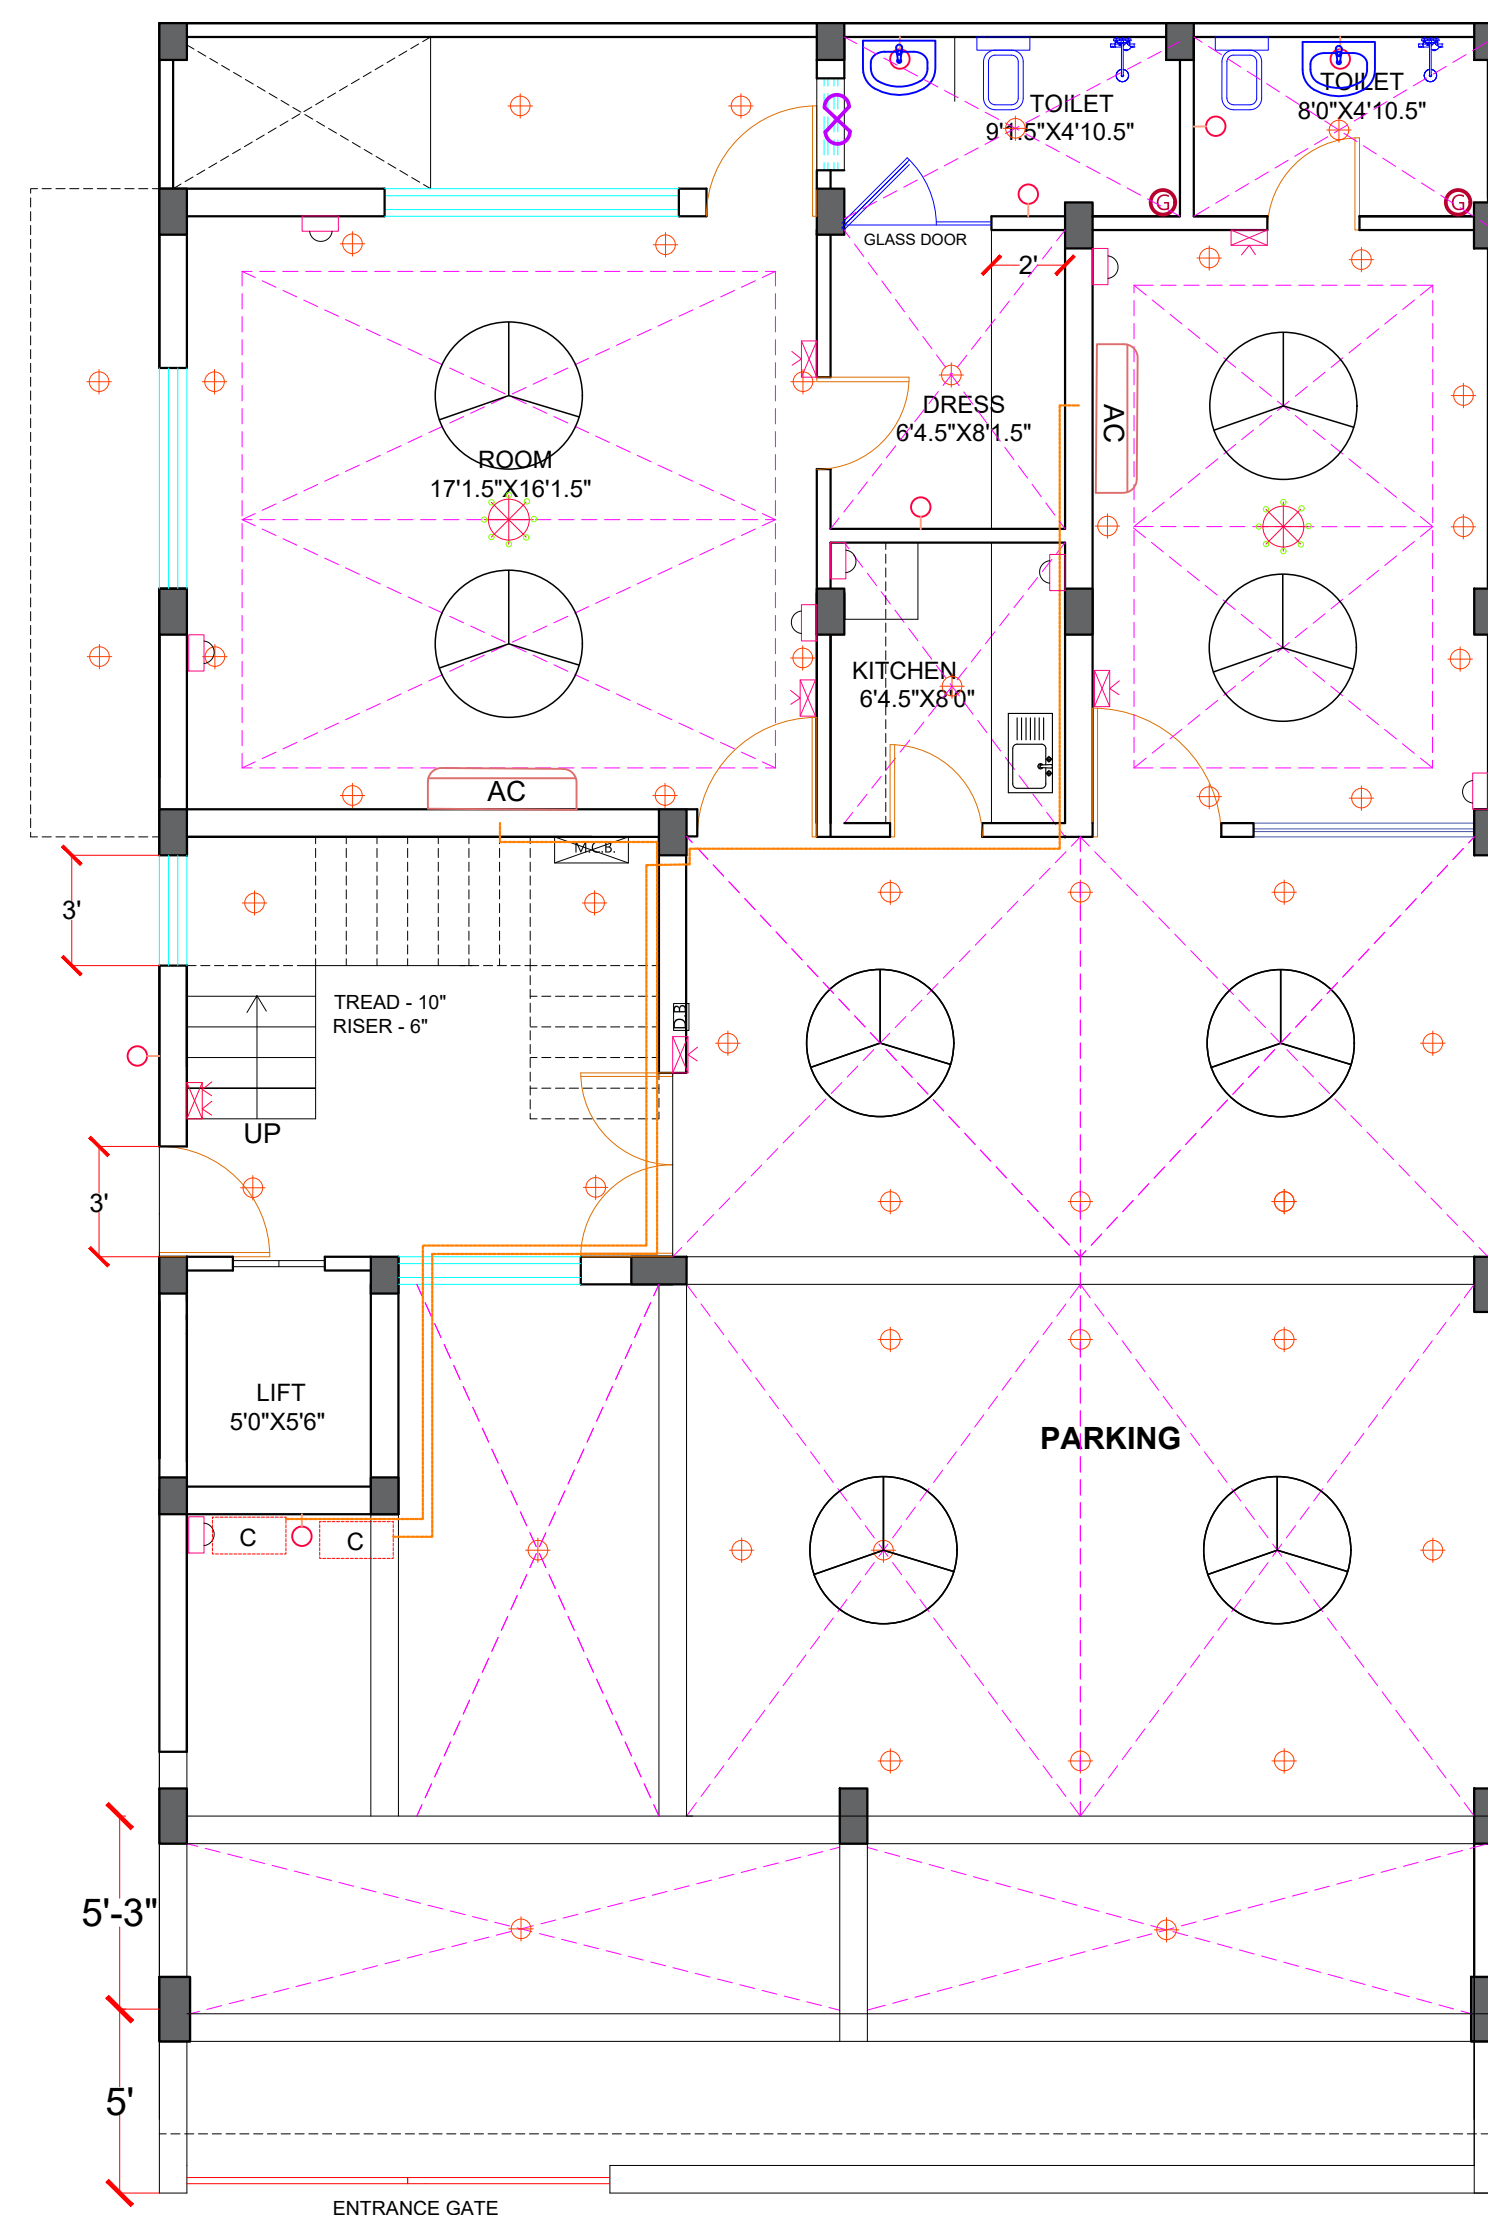 TOILET
9'1.5"X4'10.5"
TOILET
8'0"X4'10.5"
G
G
GLASS DOOR
2'
DRESS
6'4.5"X8'1.5"
AC
ROOM
17'1.5"X16'1.5"
KITCHEN
6'4.5"X8'0"
AC
M.C.B.
3'
TREAD - 10"
RISER - 6"
D.B
UP
3'
LIFT
5'0"X5'6"
PARKING
C
C
5'-3"
5'
ENTRANCE GATE